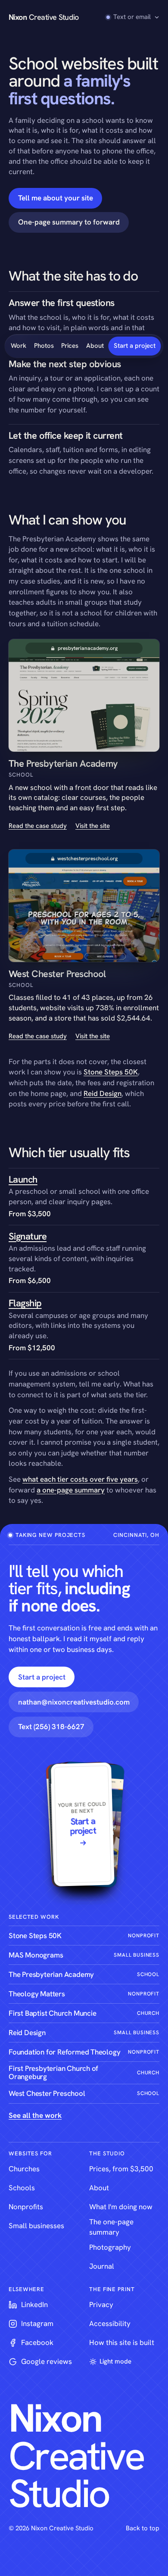 Nixon Creative Studio
Text or email
School websites built
around a family's
first questions.
A family deciding on a school starts to know
what it is, who it is for, what it costs and how
to start or visit. The site should answer all
of that before anyone has to phone the office,
and then the office should be able to keep it
current.
Tell me about your site
One-page summary to forward
What the site has to do
Answer the first questions
What the school is, who it is for, what it costs
and how to visit, in plain words and in that
Work
Photos
Prices
About
Start a project
Make the next step obvious
An inquiry, a tour or an application, each one
clear and easy on a phone. I can set up a count
of how many come through, so you can see
the number for yourself.
Let the office keep it current
Calendars, staff, tuition and forms, in editing
screens set up for the people who run the
office, so changes never wait on a developer.
What I can show you
The Presbyterian Academy shows the same
job done for a new school: what it is, who it is
for, what it costs and how to start. I will be
straight about the range. One school is in my
case studies, and it is a new one, so I have no
enrollment figures to show you. It also
teaches adults in small groups that study
together, so it is not a school for children with
tours and a tuition schedule.
presbyterianacademy.org
Spring
2027
The Presbyterian Academy
SCHOOL
A new school with a front door that reads like
its own catalog: clear courses, people
teaching them and an easy first step.
Read the case study
Visit the site
westchesterpreschool.org
PRESCHOOL FOR AGES 2 TO 5,
WITH YOU IN THE ROOM.
West Chester Preschool
SCHOOL
Classes filled to 41 of 43 places, up from 26
students, website visits up 738% in enrollment
season, and a store that has sold $2,544.64.
Read the case study
Visit the site
For the parts it does not cover, the closest
work I can show you is Stone Steps 50K,
which runs the date, the fees and registration
on the home page, and Reid Design, which
posts every price before the first call.
Which tier usually fits
Launch
A preschool or small school with one office
person, and clear inquiry pages.
From $3,500
Signature
An admissions lead and office staff running
several kinds of content, with inquiries
tracked.
From $6,500
Flagship
Several campuses or age groups and many
editors, with links into the systems you
already use.
From $12,500
If you use an admissions or school
management system, tell me early. What has
to connect to it is part of what sets the tier.
One way to weigh the cost: divide the first-
year cost by a year of tuition. The answer is
how many students, for one year each, would
cover it. I cannot promise you a single student,
so only you can judge whether that number
looks reachable.
See what each tier costs over five years, or
forward a one-page summary to whoever has
to say yes.
TAKING NEW PROJECTS
CINCINNATI, OH
I'll tell you which
tier fits, including
if none does.
The first conversation is free and ends with an
honest ballpark. I read it myself and reply
within one or two business days.
Start a project
nathan@nixoncreativestudio.com
Text (256) 318-6627
YOUR SITE COULD
BE NEXT
Start a
project
SELECTED WORK
Stone Steps 50K
NONPROFIT
MAS Monograms
SMALL BUSINESS
The Presbyterian Academy
SCHOOL
Theology Matters
NONPROFIT
First Baptist Church Muncie
CHURCH
Reid Design
SMALL BUSINESS
Foundation for Reformed Theology
NONPROFIT
First Presbyterian Church of
Orangeburg
CHURCH
West Chester Preschool
SCHOOL
See all the work
WEBSITES FOR
Churches
Schools
Nonprofits
Small businesses
THE STUDIO
Prices, from $3,500
About
What I'm doing now
The one-page
summary
Photography
Journal
ELSEWHERE
LinkedIn
Instagram
Facebook
Google reviews
THE FINE PRINT
Privacy
Accessibility
How this site is built
Light mode
Nixon
Creative
Studio
© 2026 Nixon Creative Studio
Back to top